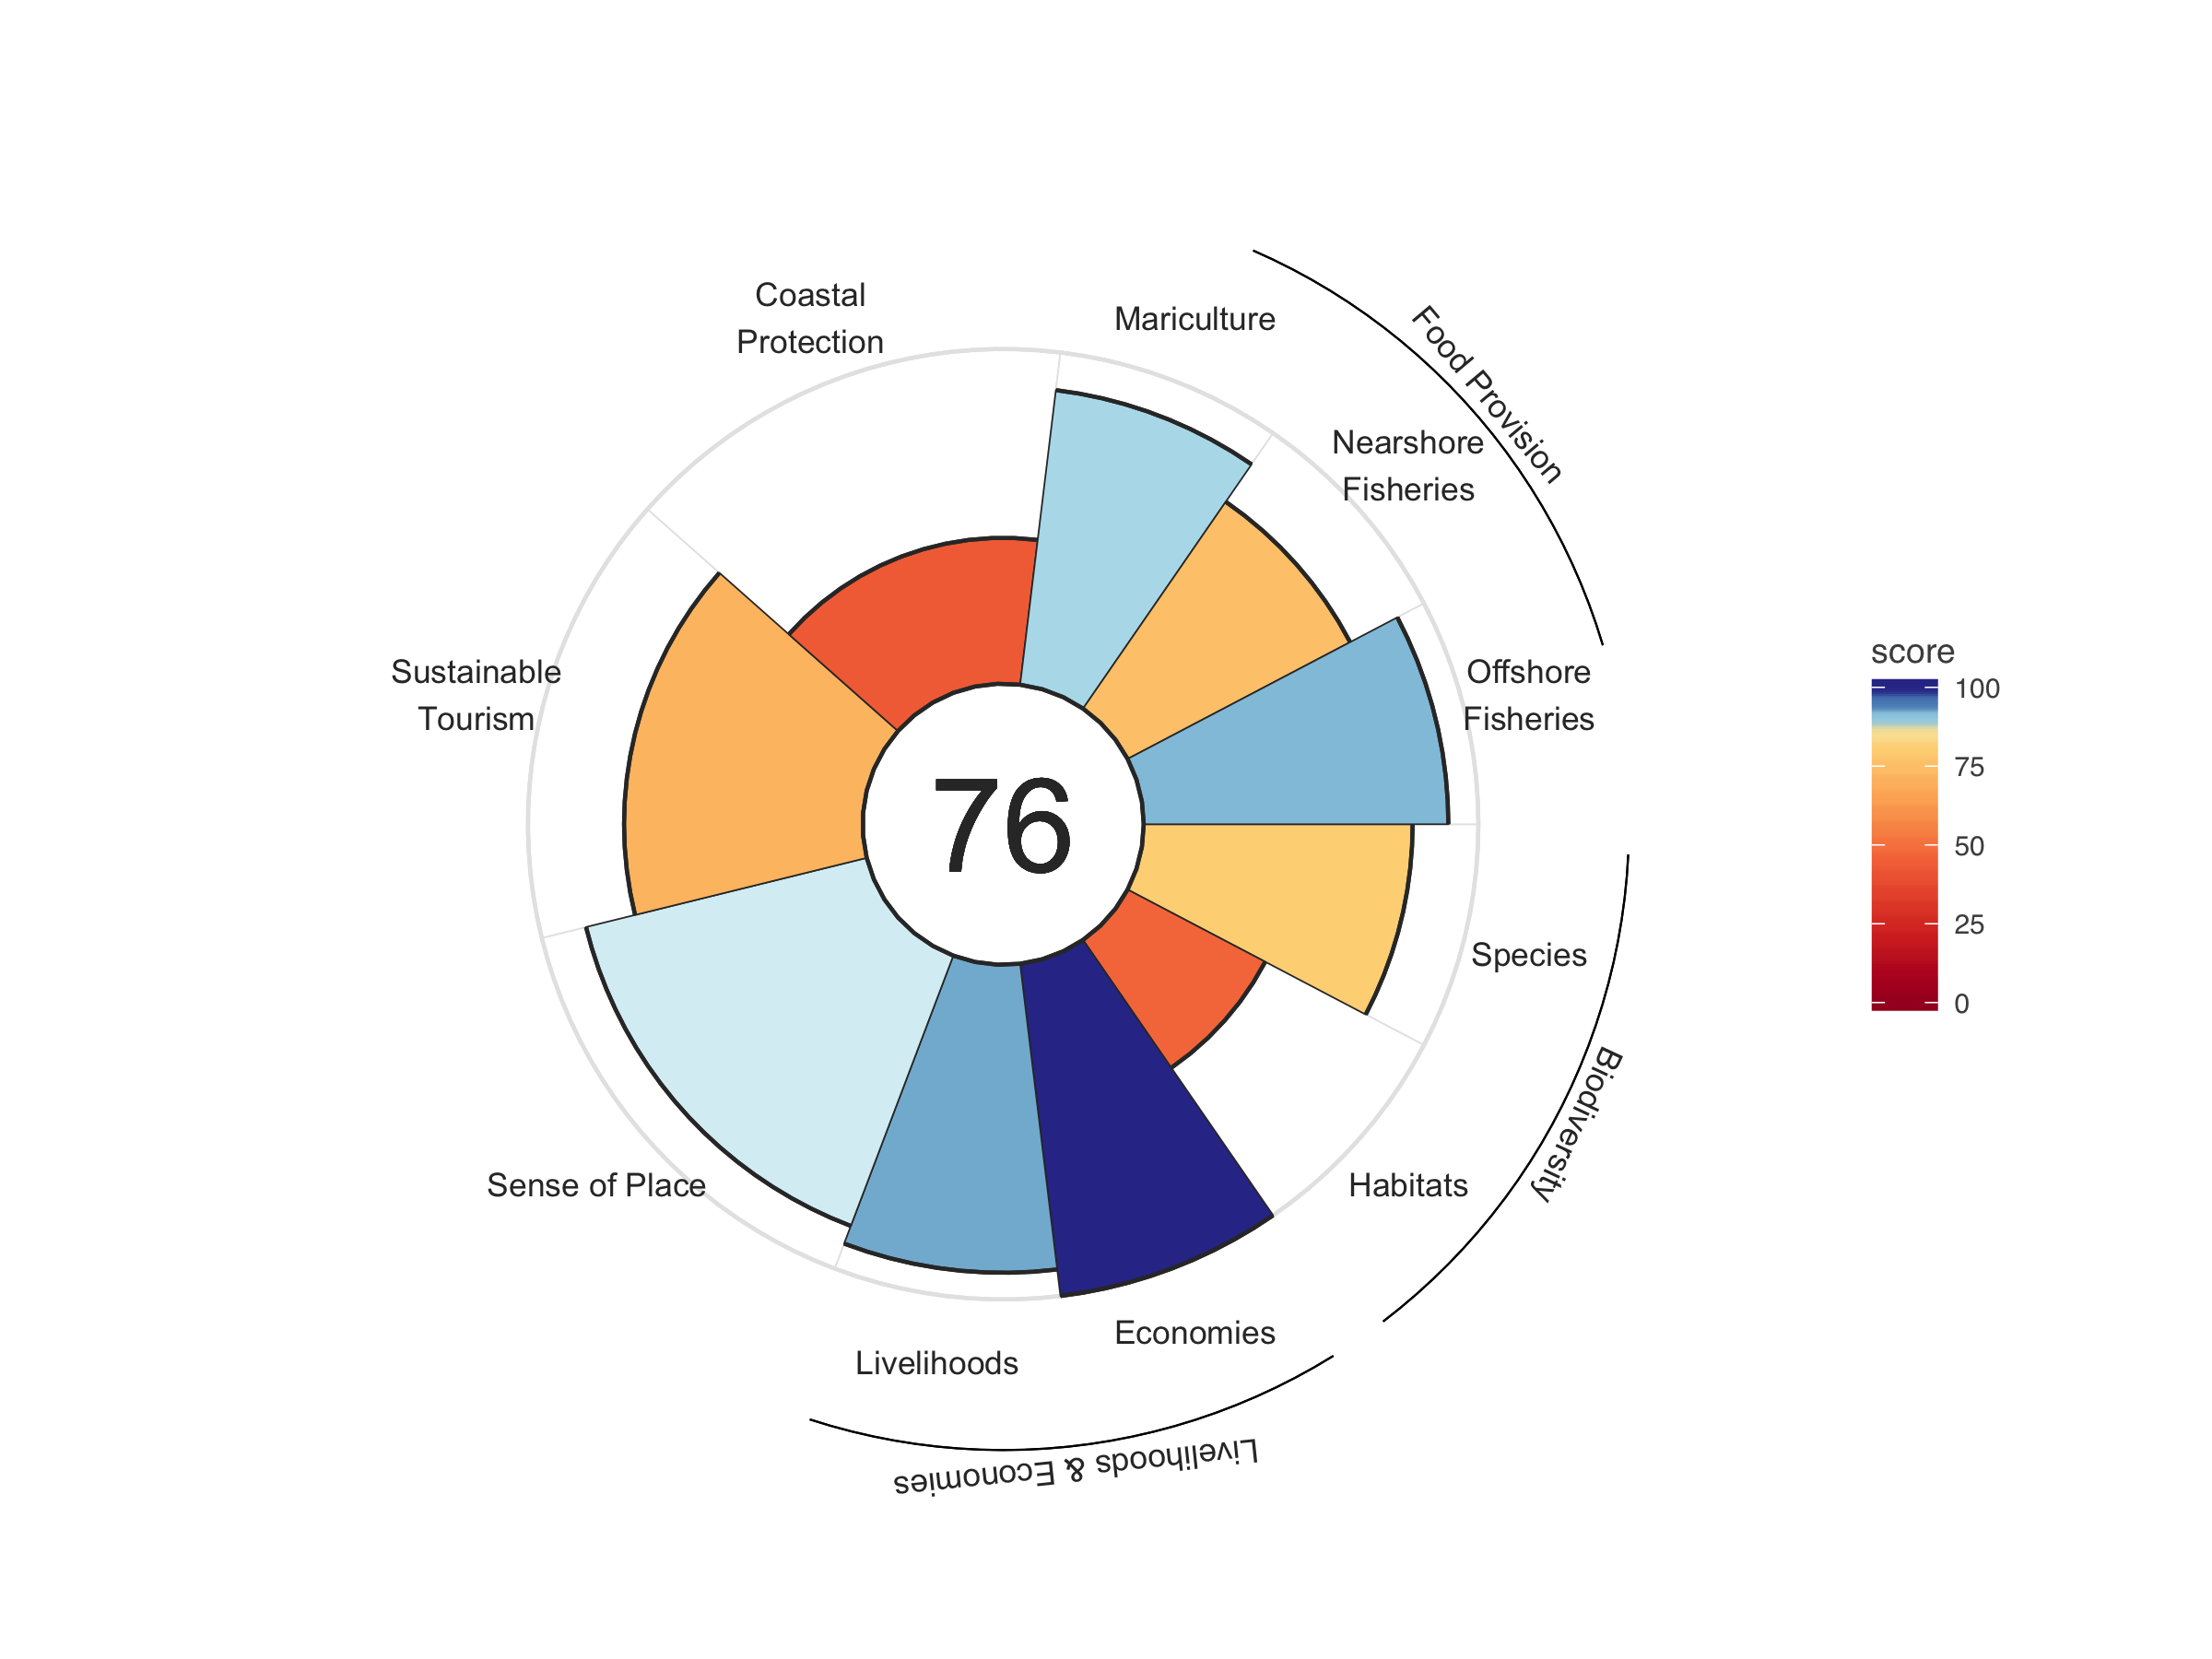 Coastal
Protection
Mariculture
Food Provision
Nearshore
Fisheries
Offshore
Fisheries
Sustainable
Tourism
76
Species
Biodiversity
Habitats
Sense of Place
Economies
Livelihoods
Livelihoods & Economies
score
100
75
50
25
0